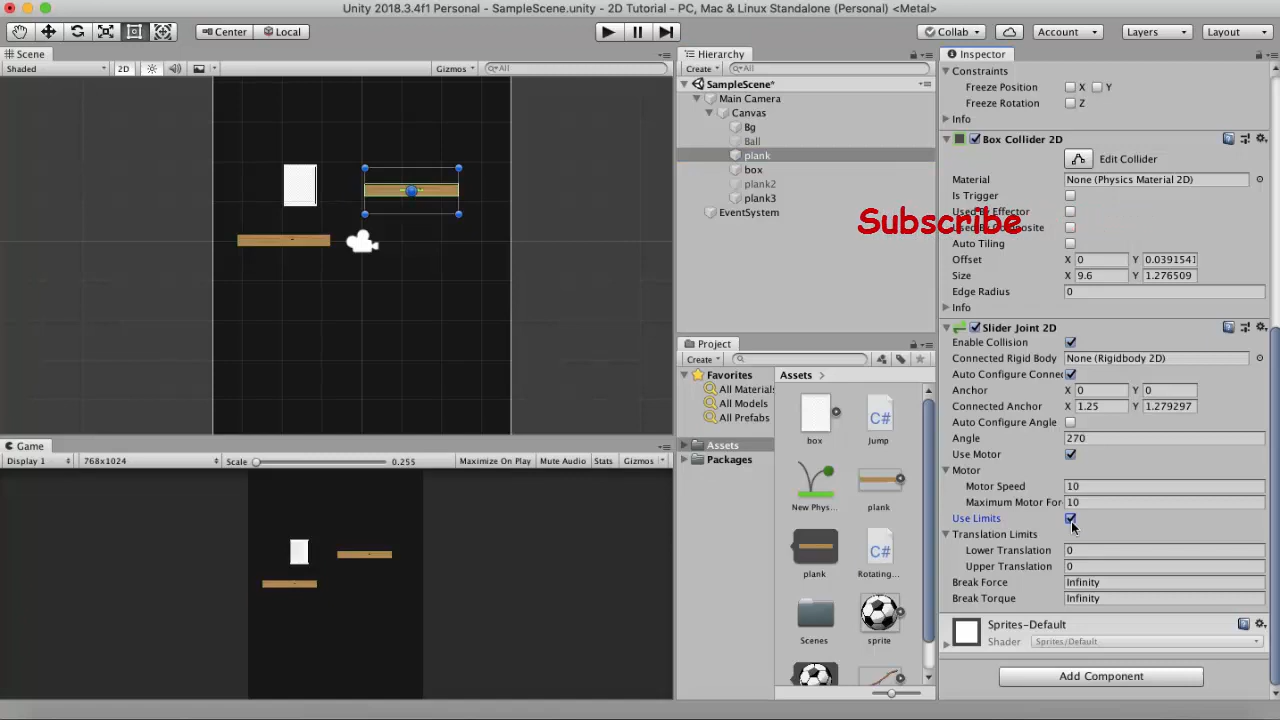 Unity 2018.3.4f1 Personal - SampleScene.unity - 2D Tutorial - PC, Mac & Linux Standalone (Personal) <Metal>
Center Local Collab Account Layers Layout
Scene
Shaded 2D Gizmos All
Hierarchy
Create All
SampleScene*
Main Camera
Canvas
Bg
Ball
plank
box
plank2
plank3
EventSystem
Inspector
Constraints
Freeze Position X Y
Freeze Rotation Z
Info
Box Collider 2D
Edit Collider
Material None (Physics Material 2D)
Is Trigger
Used By Effector
Subscribe
Used By Composite
Auto Tiling
Offset X 0 Y 0.0391541
Size X 9.6 Y 1.276509
Edge Radius 0
Info
Slider Joint 2D
Enable Collision
Connected Rigid Body None (Rigidbody 2D)
Auto Configure Connec
Anchor X 0 Y 0
Connected Anchor X 1.25 Y 1.279297
Auto Configure Angle
Angle 270
Use Motor
Motor
Motor Speed 10
Maximum Motor For 10
Use Limits
Translation Limits
Lower Translation 0
Upper Translation 0
Break Force Infinity
Break Torque Infinity
Sprites-Default
Shader Sprites/Default
Add Component
Project
Create
Favorites
All Materials
All Models
All Prefabs
Assets
Packages
Assets
box
Jump
C#
New Phys...
plank
plank
Rotating...
C#
Scenes
sprite
Game
Display 1 768x1024 Scale 0.255 Maximize On Play Mute Audio Stats Gizmos